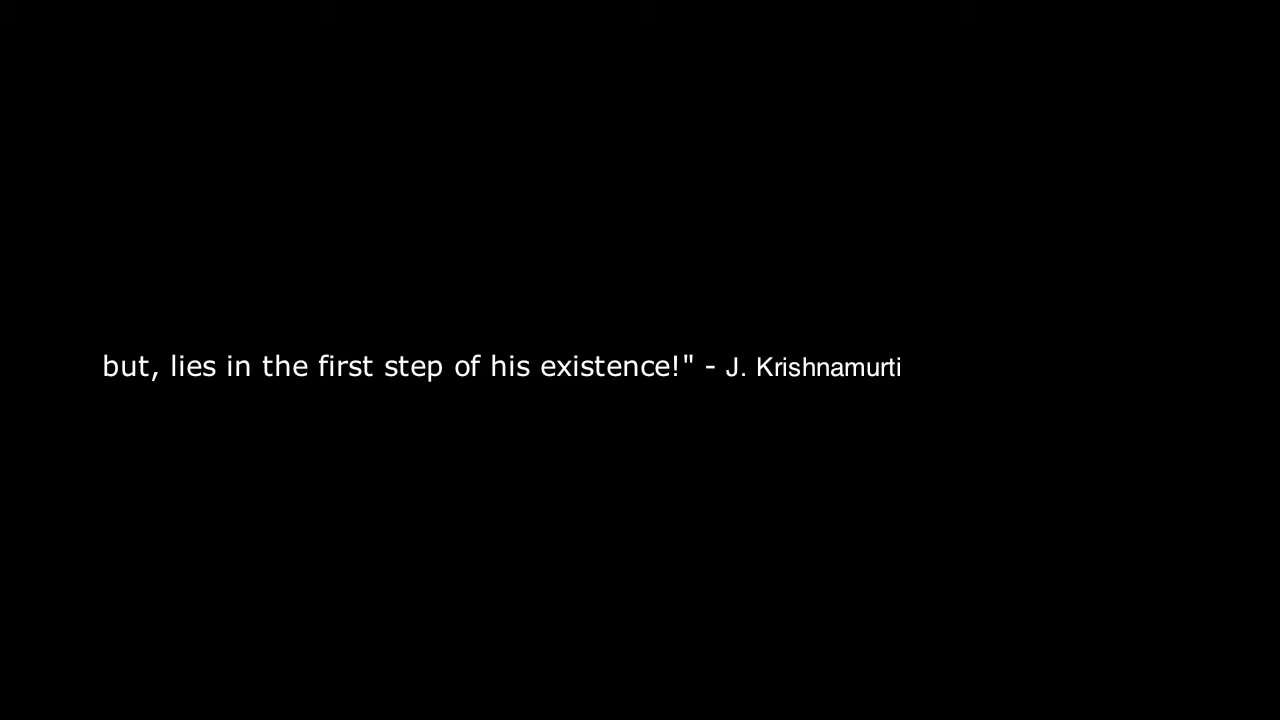 but, lies in the first step of his existence!" - J. Krishnamurti